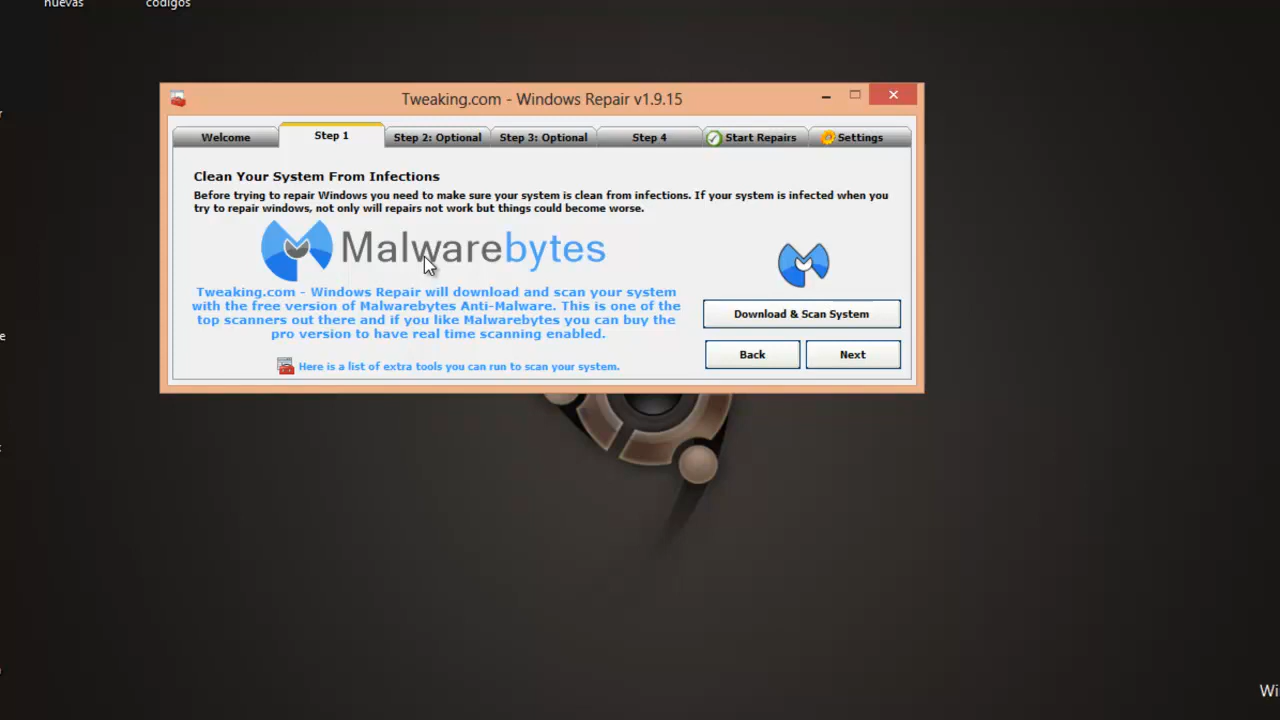 nuevas codigos
Tweaking.com - Windows Repair v1.9.15
Welcome Step 1 Step 2: Optional Step 3: Optional Step 4 Start Repairs Settings
Clean Your System From Infections
Before trying to repair Windows you need to make sure your system is clean from infections. If your system is infected when you
try to repair windows, not only will repairs not work but things could become worse.
Malwarebytes
Tweaking.com - Windows Repair will download and scan your system
with the free version of Malwarebytes Anti-Malware. This is one of the
top scanners out there and if you like Malwarebytes you can buy the
pro version to have real time scanning enabled.
Download & Scan System
Back Next
Here is a list of extra tools you can run to scan your system.
Wi